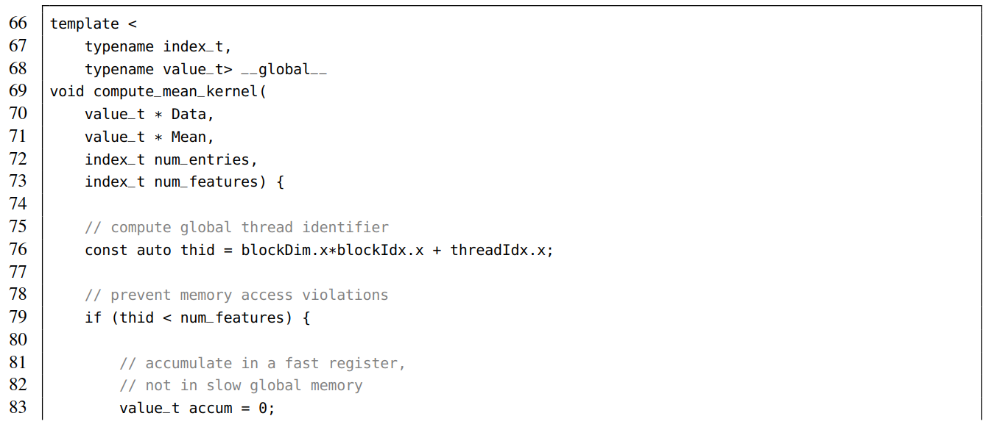 66 template <
67     typename index_t,
68     typename value_t> __global__
69 void compute_mean_kernel(
70     value_t * Data,
71     value_t * Mean,
72     index_t num_entries,
73     index_t num_features) {
74
75     // compute global thread identifier
76     const auto thid = blockDim.x*blockIdx.x + threadIdx.x;
77
78     // prevent memory access violations
79     if (thid < num_features) {
80
81         // accumulate in a fast register,
82         // not in slow global memory
83         value_t accum = 0;